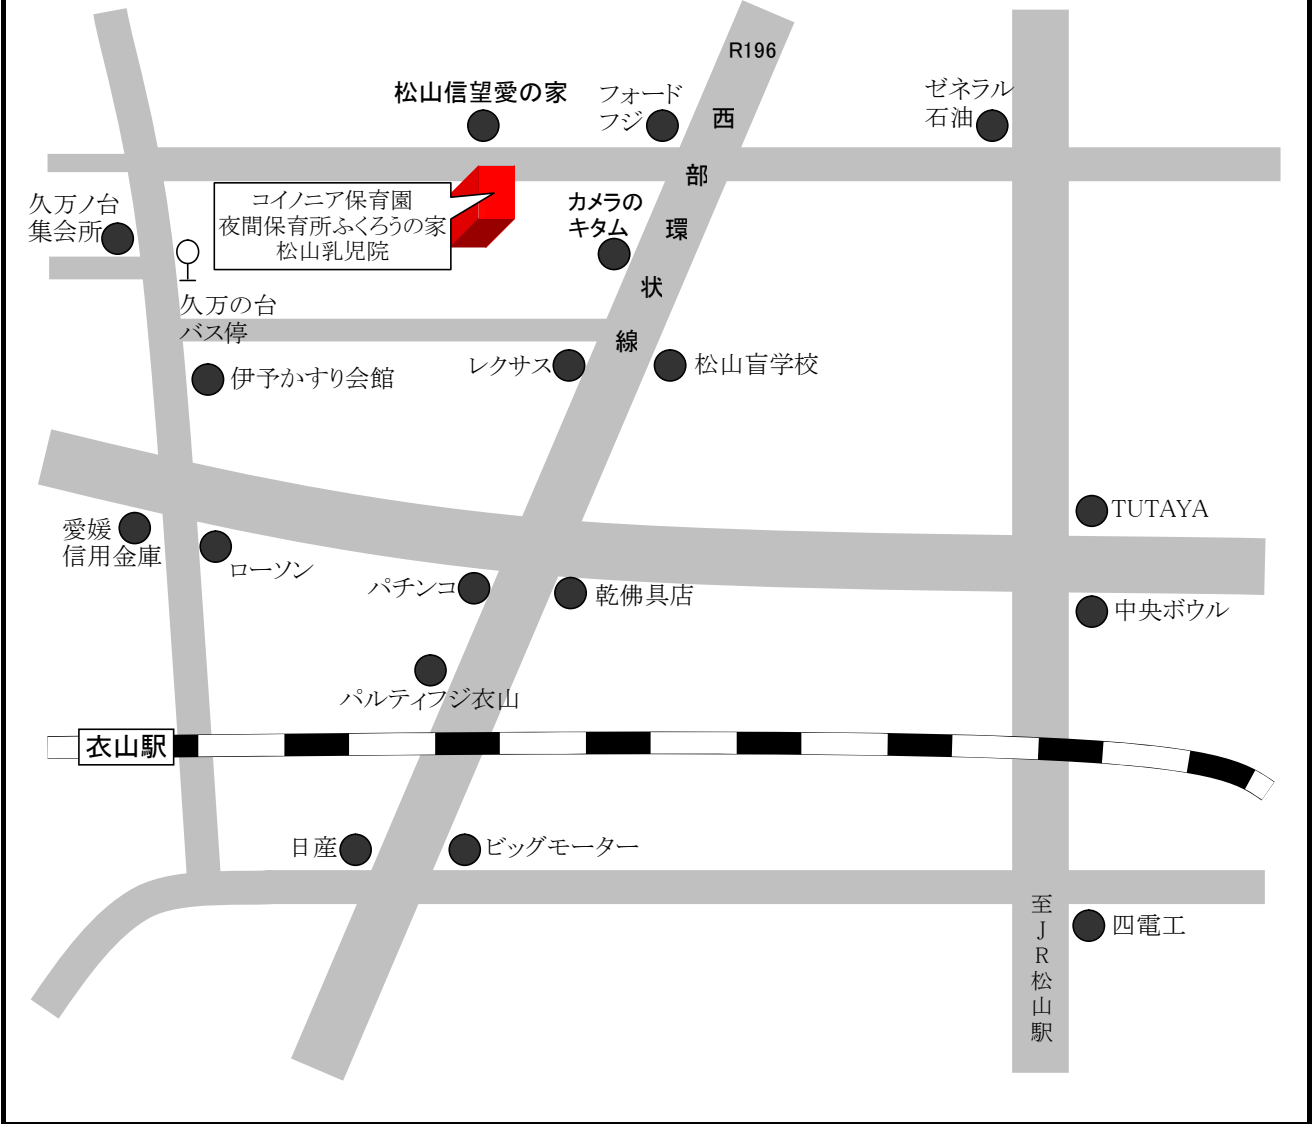 R196
西
部
環
状
線
松山信望愛の家
フォード
フジ
ゼネラル
石油
久万ノ台
集会所
コイノニア保育園
夜間保育所ふくろうの家
松山乳児院
カメラの
キタム
久万の台
バス停
伊予かすり会館
レクサス
松山盲学校
愛媛
信用金庫
ローソン
パチンコ
乾佛具店
TUTAYA
中央ボウル
パルティフジ衣山
衣山駅
日産
ビッグモーター
四電工
至
J
R
松
山
駅